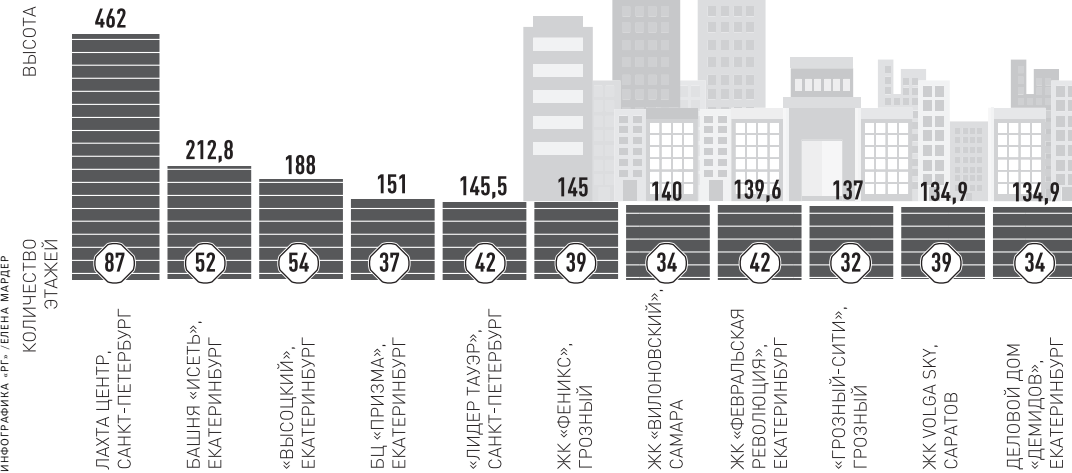 ВЫСОТА
462
212,8
188
151
145,5
145
140
139,6
137
134,9
134,9
КОЛИЧЕСТВО
ЭТАЖЕЙ
87
52
54
37
42
39
34
42
32
39
34
ЛАХТА ЦЕНТР,
САНКТ-ПЕТЕРБУРГ
БАШНЯ «ИСЕТЬ»,
ЕКАТЕРИНБУРГ
«ВЫСОЦКИЙ»,
ЕКАТЕРИНБУРГ
БЦ «ПРИЗМА»,
ЕКАТЕРИНБУРГ
«ЛИДЕР ТАУЭР»,
САНКТ-ПЕТЕРБУРГ
ЖК «ФЕНИКС»,
ГРОЗНЫЙ
ЖК «ВИЛОНОВСКИЙ»,
САМАРА
ЖК «ФЕВРАЛЬСКАЯ
РЕВОЛЮЦИЯ»,
ЕКАТЕРИНБУРГ
«ГРОЗНЫЙ-СИТИ»,
ГРОЗНЫЙ
ЖК VOLGA SKY,
САРАТОВ
ДЕЛОВОЙ ДОМ
«ДЕМИДОВ»,
ЕКАТЕРИНБУРГ
ИНФОГРАФИКА «РГ» / ЕЛЕНА МАРДЕР